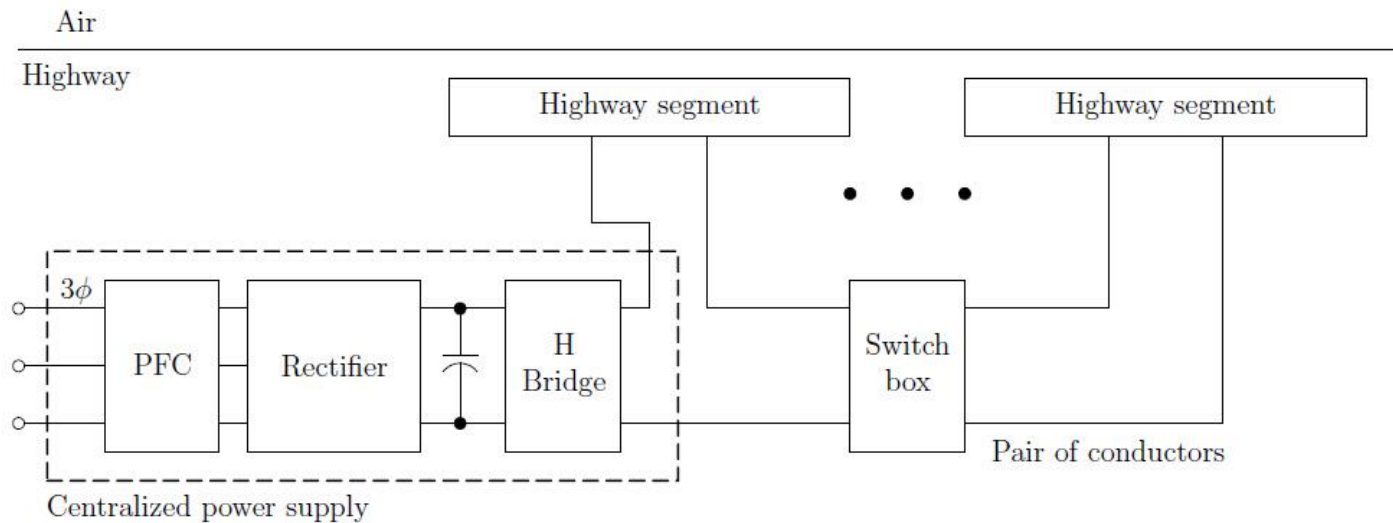 Air
Highway
Highway segment
Highway segment
3ϕ
PFC
Rectifier
H
Bridge
Switch
box
Pair of conductors
Centralized power supply